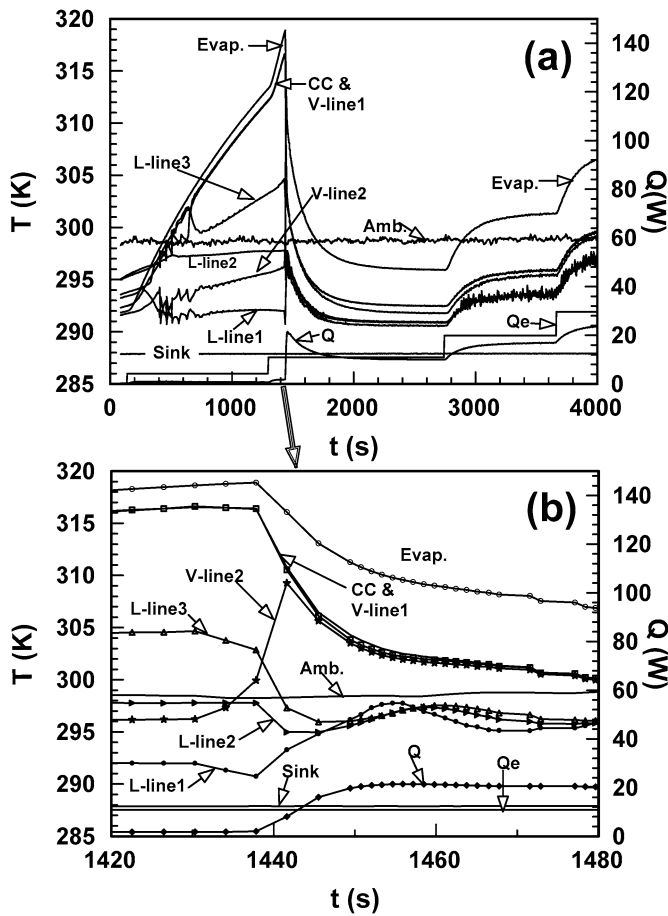 320
315
310
305
300
295
290
285
T (K)
140
120
100
80
60
40
20
0
Q(W)
(a)
Evap.
CC &
V-line1
L-line3
V-line2
Evap.
Amb.
L-line2
L-line1
Q
Qe
Sink
0
1000
2000
3000
4000
t (s)
320
315
310
305
300
295
290
285
T (K)
140
120
100
80
60
40
20
0
Q (W)
(b)
Evap.
V-line2
CC &
V-line1
L-line3
Amb.
L-line2
L-line1
Sink
Q
Qe
1420
1440
1460
1480
t (s)